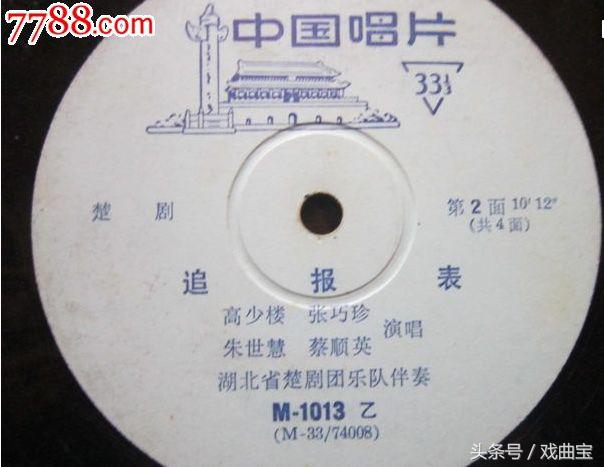 7788.com
中国唱片
33⅓
楚剧
第2面 10′12″
(共4面)
追报表
高少楼 张巧珍
朱世慧 蔡顺英 演唱
湖北省楚剧团乐队伴奏
M-1013 乙
(M-33/74008)
头条号／戏曲宝